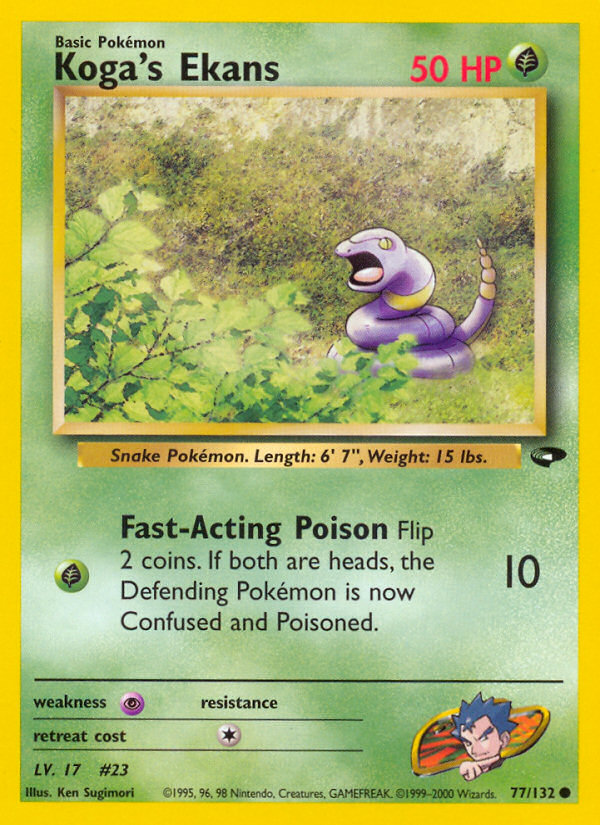 Basic Pokémon
Koga's Ekans
50 HP
Snake Pokémon. Length: 6' 7", Weight: 15 lbs.
Fast-Acting Poison Flip
2 coins. If both are heads, the
Defending Pokémon is now
Confused and Poisoned.
10
weakness
resistance
retreat cost
LV. 17 #23
Illus. Ken Sugimori
©1995, 96, 98 Nintendo, Creatures, GAMEFREAK. ©1999-2000 Wizards.
77/132